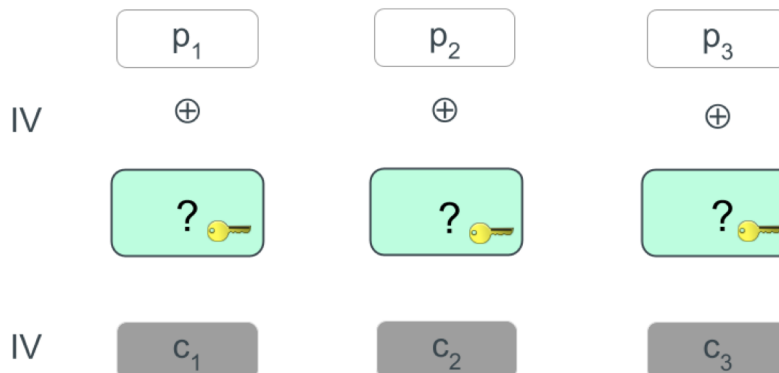 p₁ p₂ p₃
IV ⊕ ⊕ ⊕
? ? ?
IV c₁ c₂ c₃